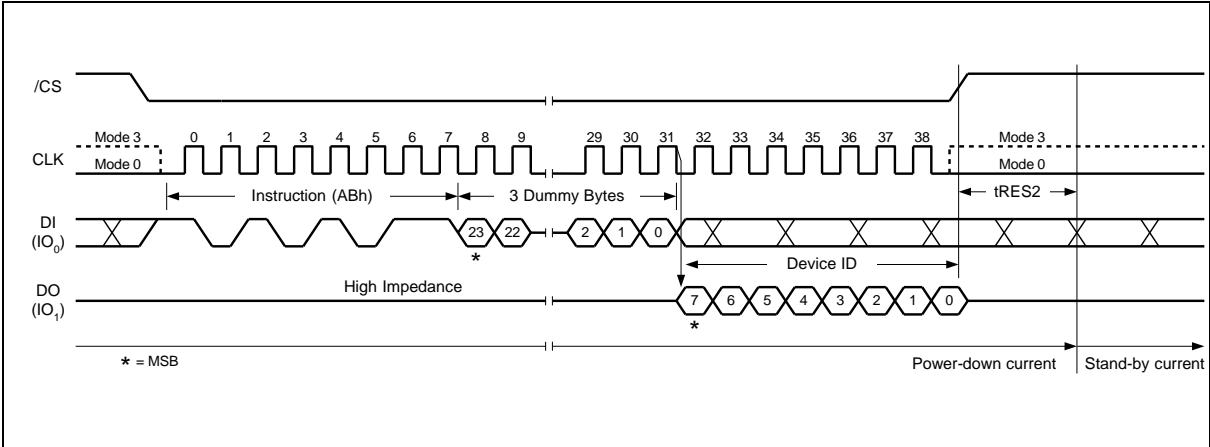 /CS
Mode 3 0 1 2 3 4 5 6 7 8 9 29 30 31 32 33 34 35 36 37 38 Mode 3
CLK
Mode 0 Mode 0
Instruction (ABh) 3 Dummy Bytes tRES2
DI
(IO0)
23 22 2 1 0
*
Device ID
High Impedance
DO
(IO1)
7 6 5 4 3 2 1 0
*
* = MSB
Power-down current Stand-by current